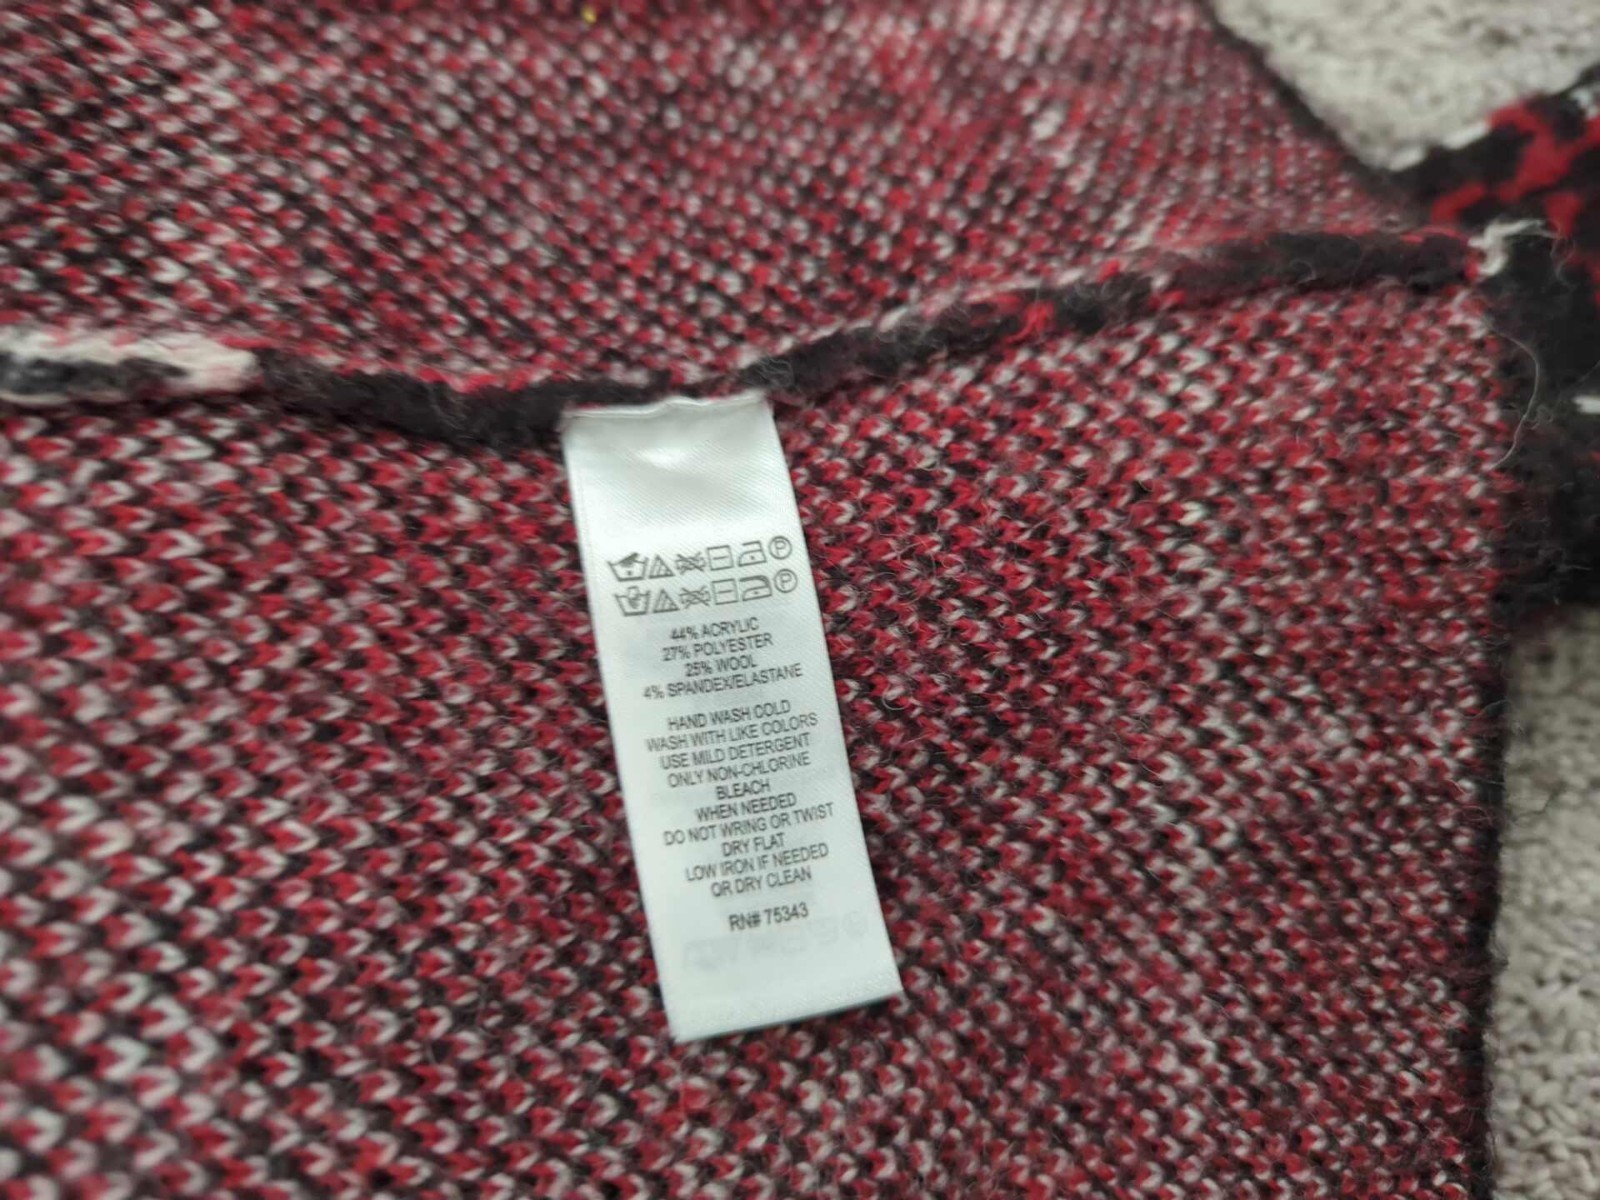 P
P
44% ACRYLIC
27% POLYESTER
25% WOOL
4% SPANDEX/ELASTANE
HAND WASH COLD
WASH WITH LIKE COLORS
USE MILD DETERGENT
ONLY NON-CHLORINE
BLEACH
WHEN NEEDED
DO NOT WRING OR TWIST
DRY FLAT
LOW IRON IF NEEDED
OR DRY CLEAN
RN# 75343